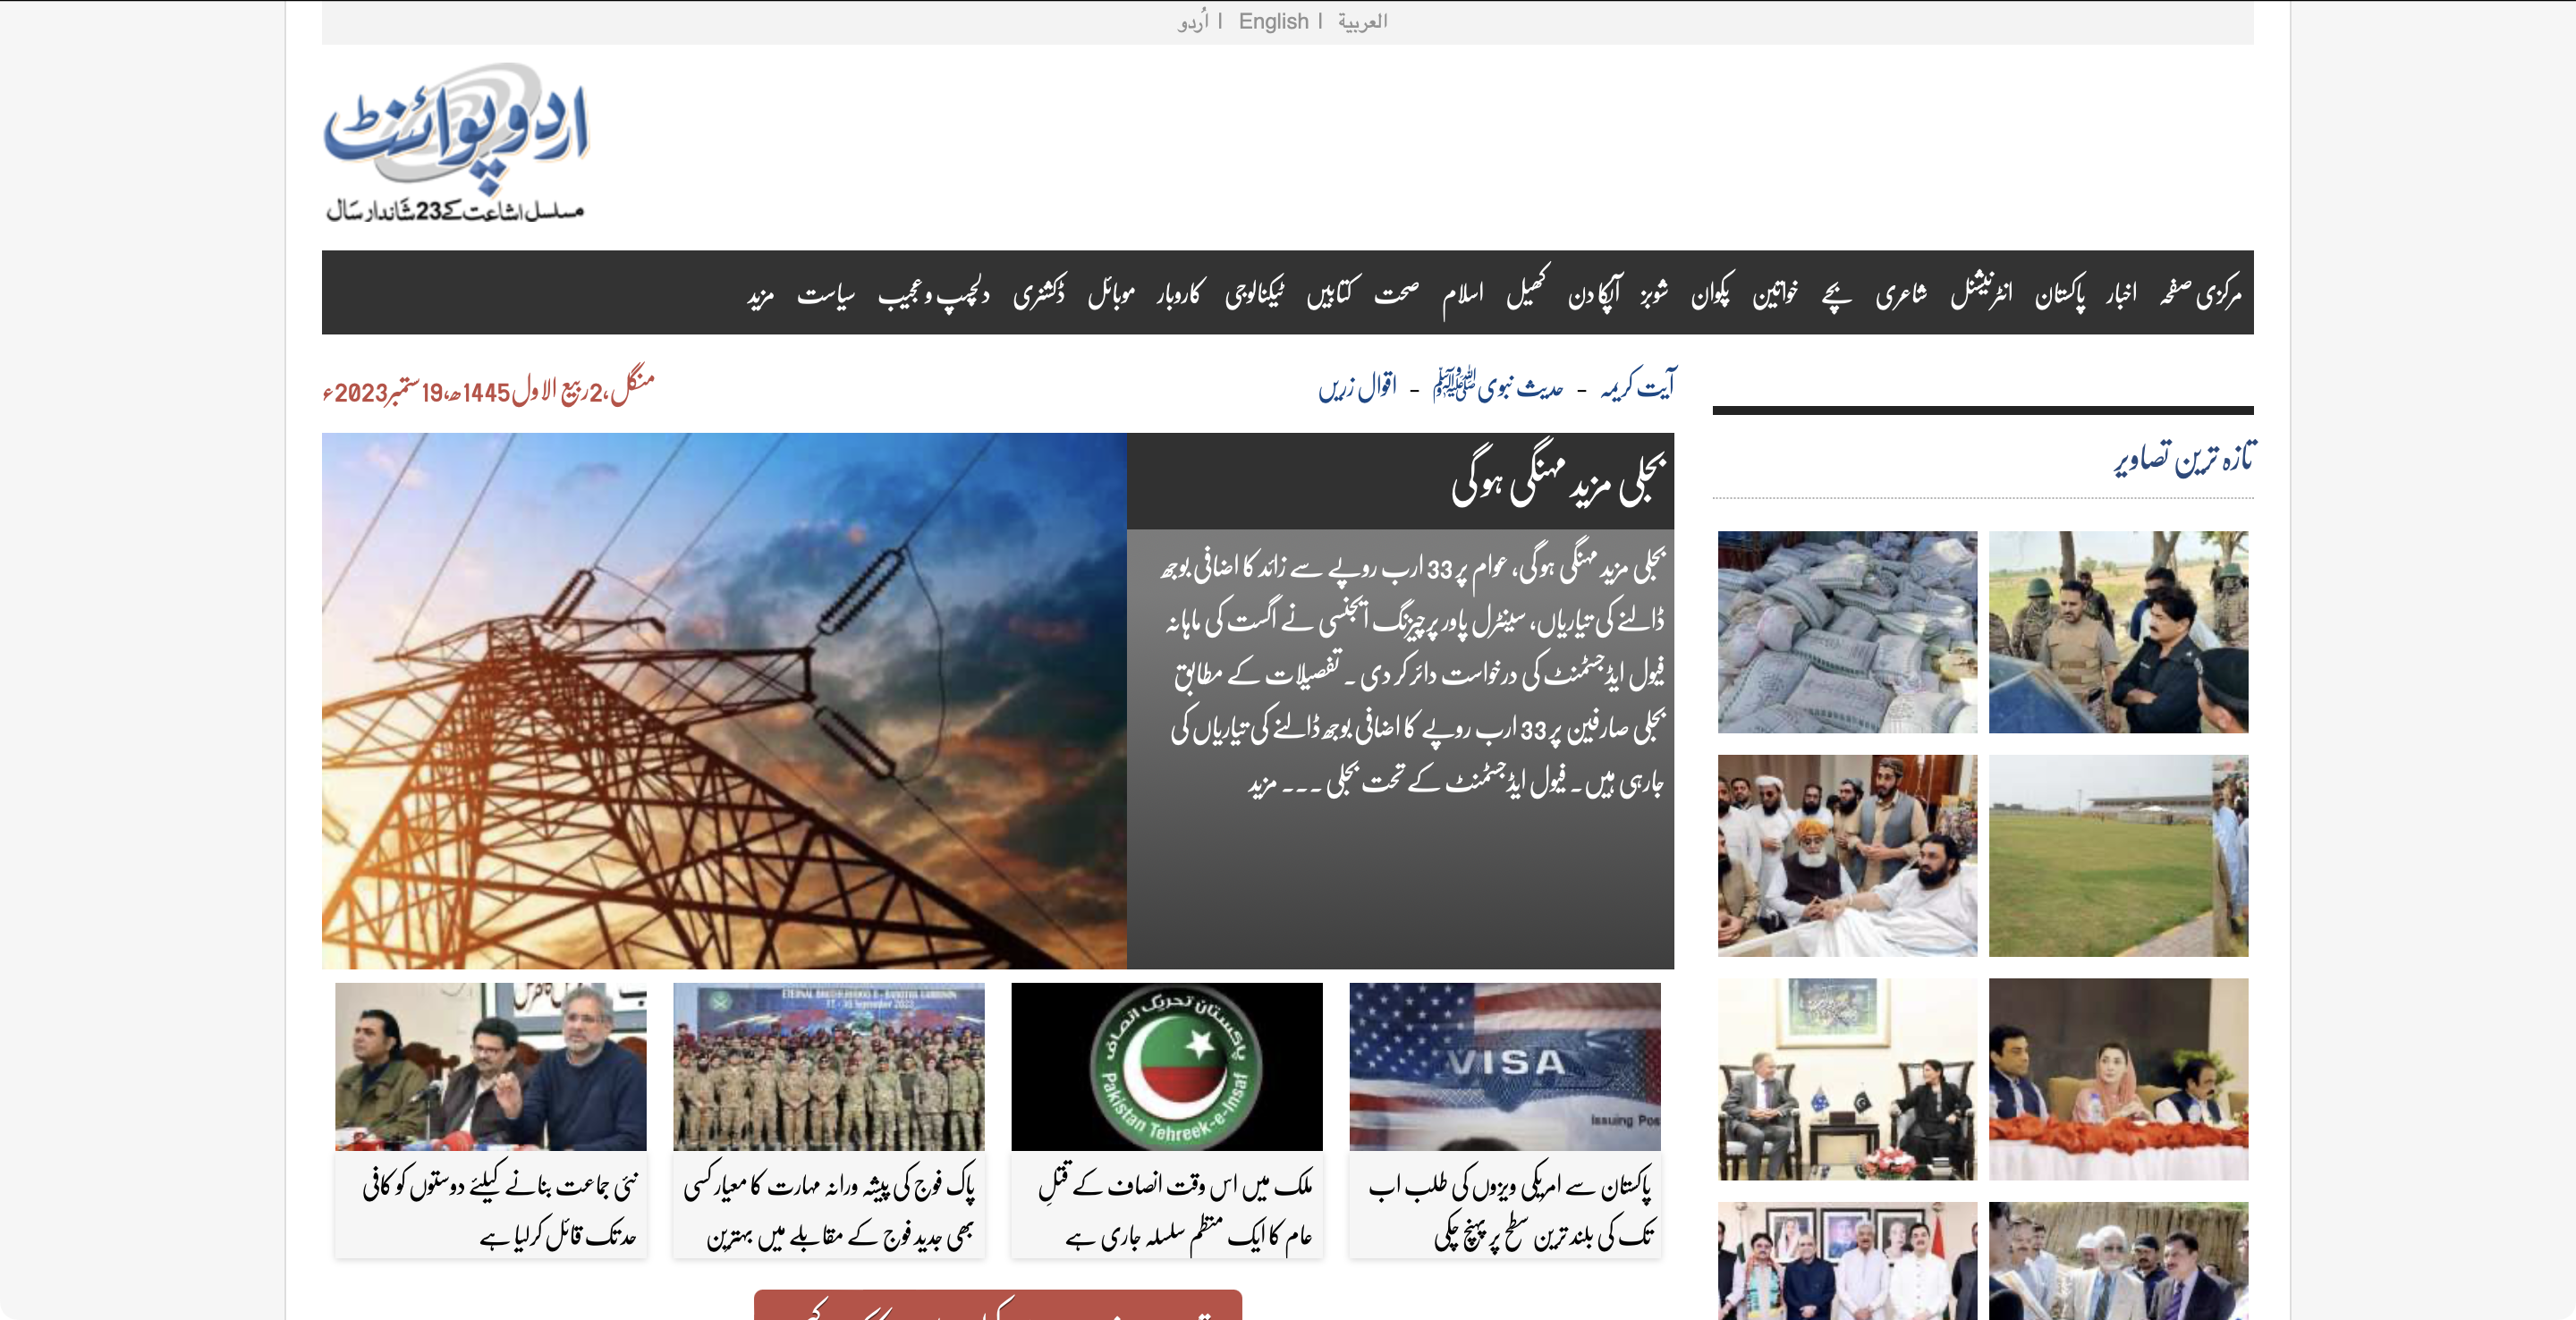 العربية | English | اُردو
اردو پوائنٹ
مسلسل اشاعت کے 23 شاندار سال
مرکزی صفحہ اخبار پاکستان انٹرنیشنل شاعری بچے خواتین پکوان شوبز آپکا دن کھیل اسلام صحت کتابیں ٹیکنالوجی کاروبار موبائل ڈکشنری دلچسپ و عجیب سیاست مزید
آیت کریمہ - حدیث نبوی ﷺ - اقوال زریں
منگل،2ربیع الاول1445ھ،19ستمبر2023ء
تازہ ترین تصاویر
بجلی مزید مہنگی ہوگی
بجلی مزید مہنگی ہوگی، عوام پر 33 ارب روپے سے زائد کا اضافی بوجھ
ڈالنے کی تیاریاں، سینٹرل پاور پرچیزنگ ایجنسی نے اگست کی ماہانہ
فیول ایڈجسٹمنٹ کی درخواست دائر کر دی ۔ تفصیلات کے مطابق
بجلی صارفین پر 33 ارب روپے کا اضافی بوجھ ڈالنے کی تیاریاں کی
جارہی ہیں۔ فیول ایڈجسٹمنٹ کے تحت بجلی ۔۔۔ مزید
VISA
Issuing Pos
پاکستان سے امریکی ویزوں کی طلب اب
تک کی بلند ترین سطح پر پہنچ چکی
پاکستان تحریک انصاف
Pakistan Tehreek-e-Insaf
ملک میں اس وقت انصاف کے قتلِ
عام کا ایک منظم سلسلہ جاری ہے
پاک فوج کی پیشہ ورانہ مہارت کا معیار کسی
بھی جدید فوج کے مقابلے میں بہترین
نئی جماعت بنانے کیلئے دوستوں کو کافی
حد تک قائل کرلیا ہے